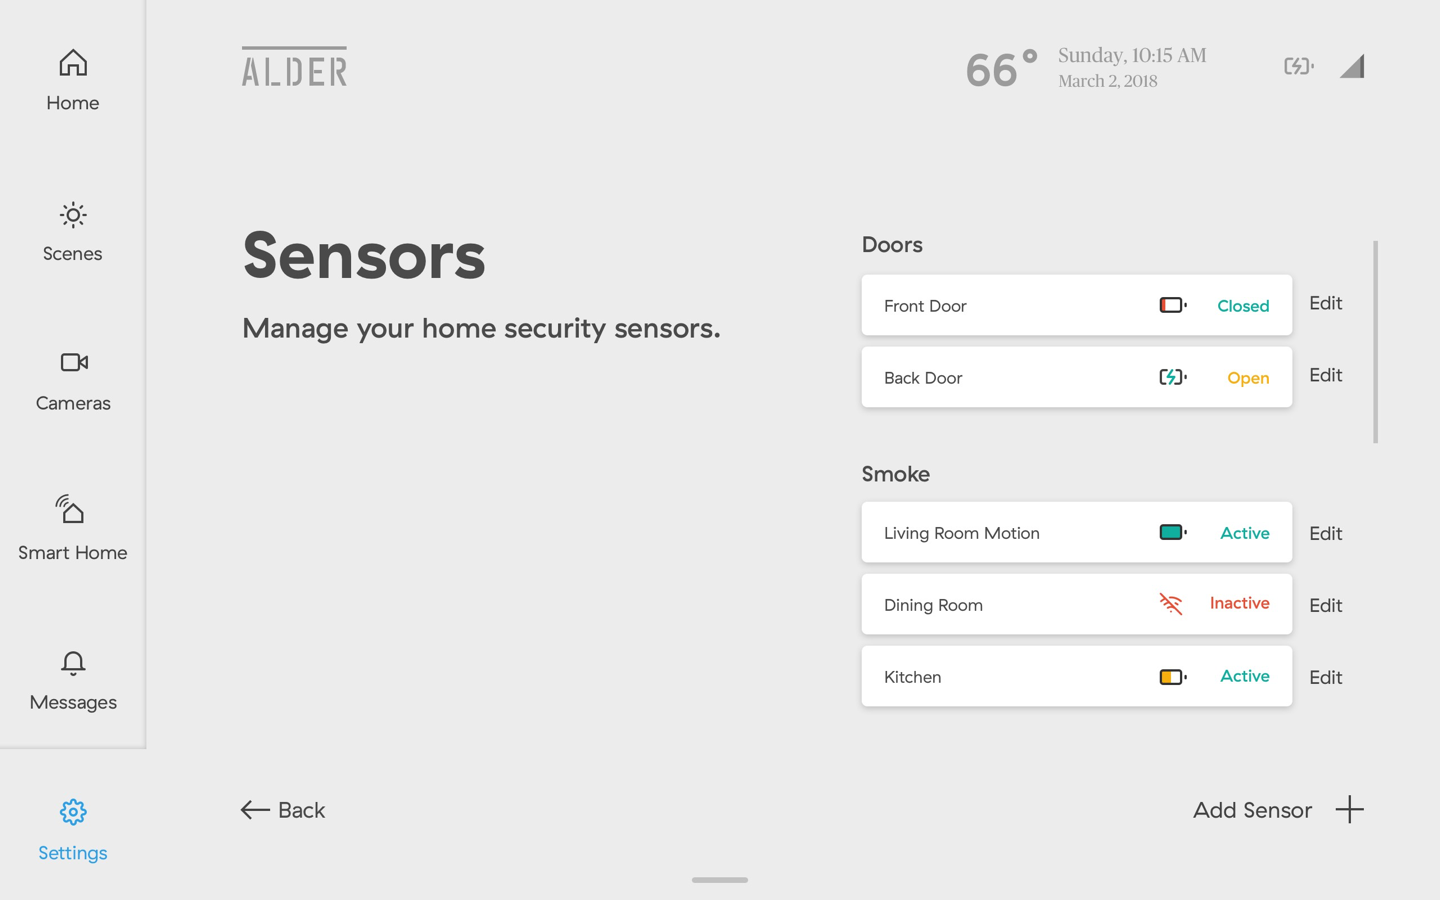 Home
Scenes
Cameras
Smart Home
Messages
Settings
ALDER
66°
Sunday, 10:15 AM
March 2, 2018
Sensors
Manage your home security sensors.
Doors
Front Door Closed Edit
Back Door Open Edit
Smoke
Living Room Motion Active Edit
Dining Room Inactive Edit
Kitchen Active Edit
Back
Add Sensor